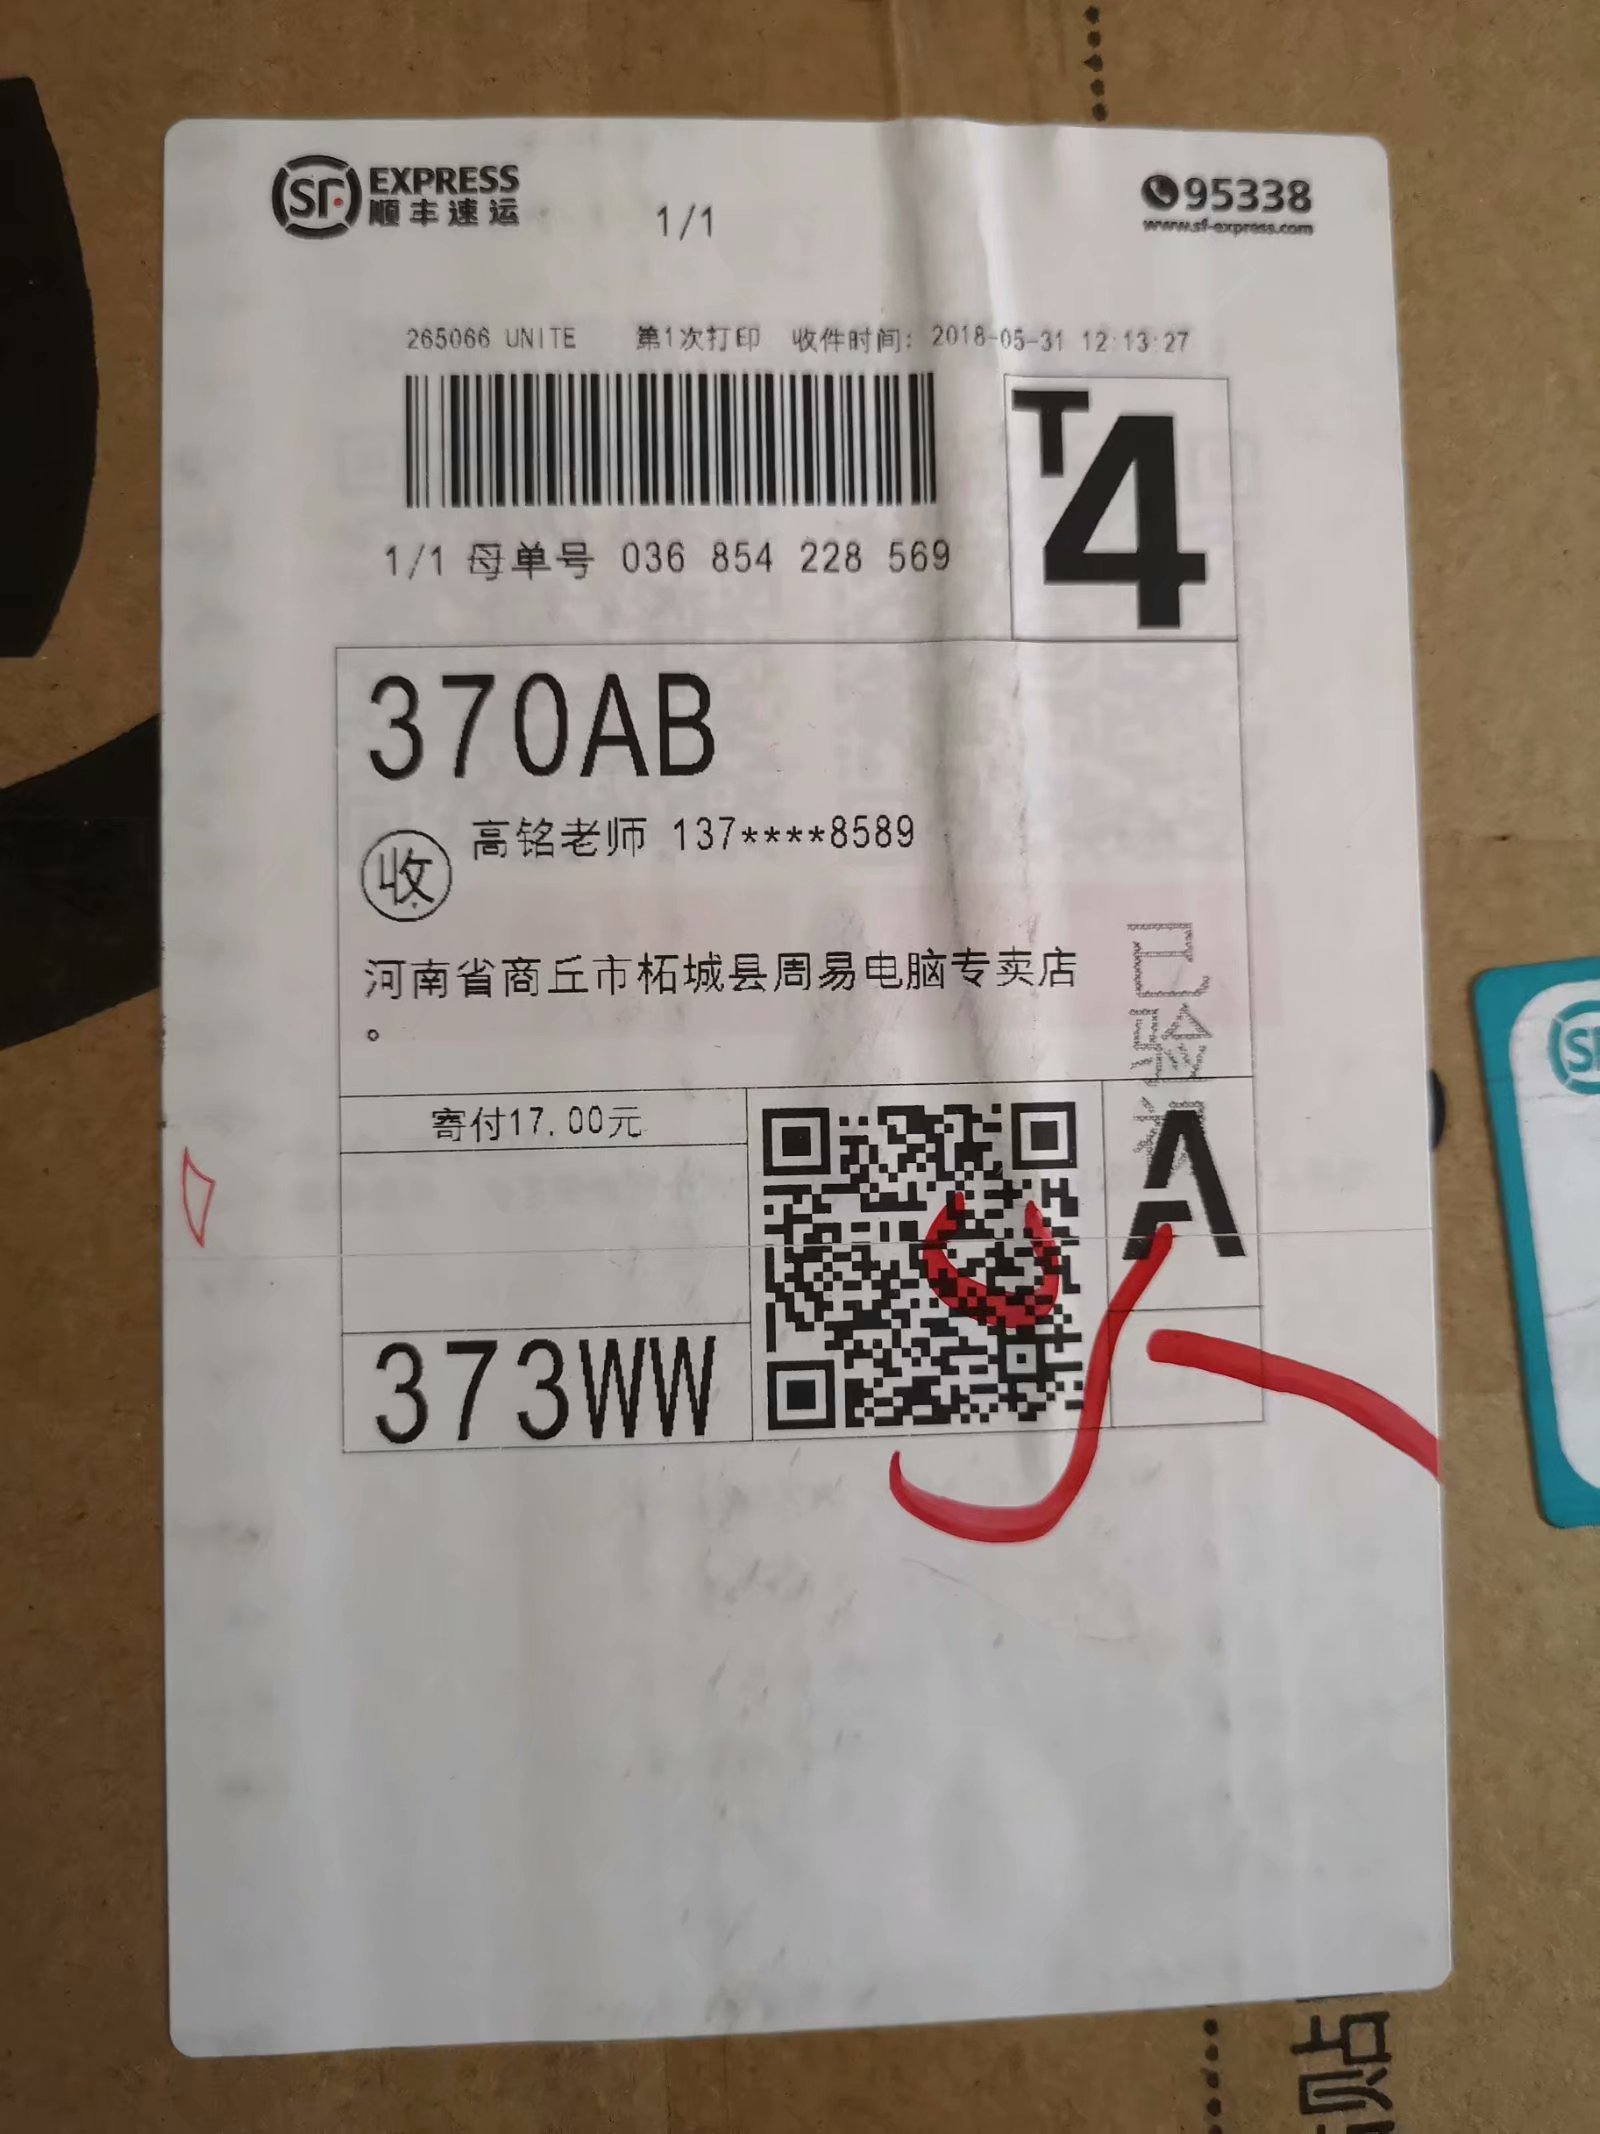 SF EXPRESS
顺丰速运
1/1
95338
www.sf-express.com
265066 UNITE 第1次打印 收件时间: 2018-05-31 12:13:27
T4
1/1 母单号 036 854 228 569
370AB
收
高铭老师 137****8589
河南省商丘市柘城县周易电脑专卖店
。
已验视
寄付17.00元
A
373WW
SF
贴